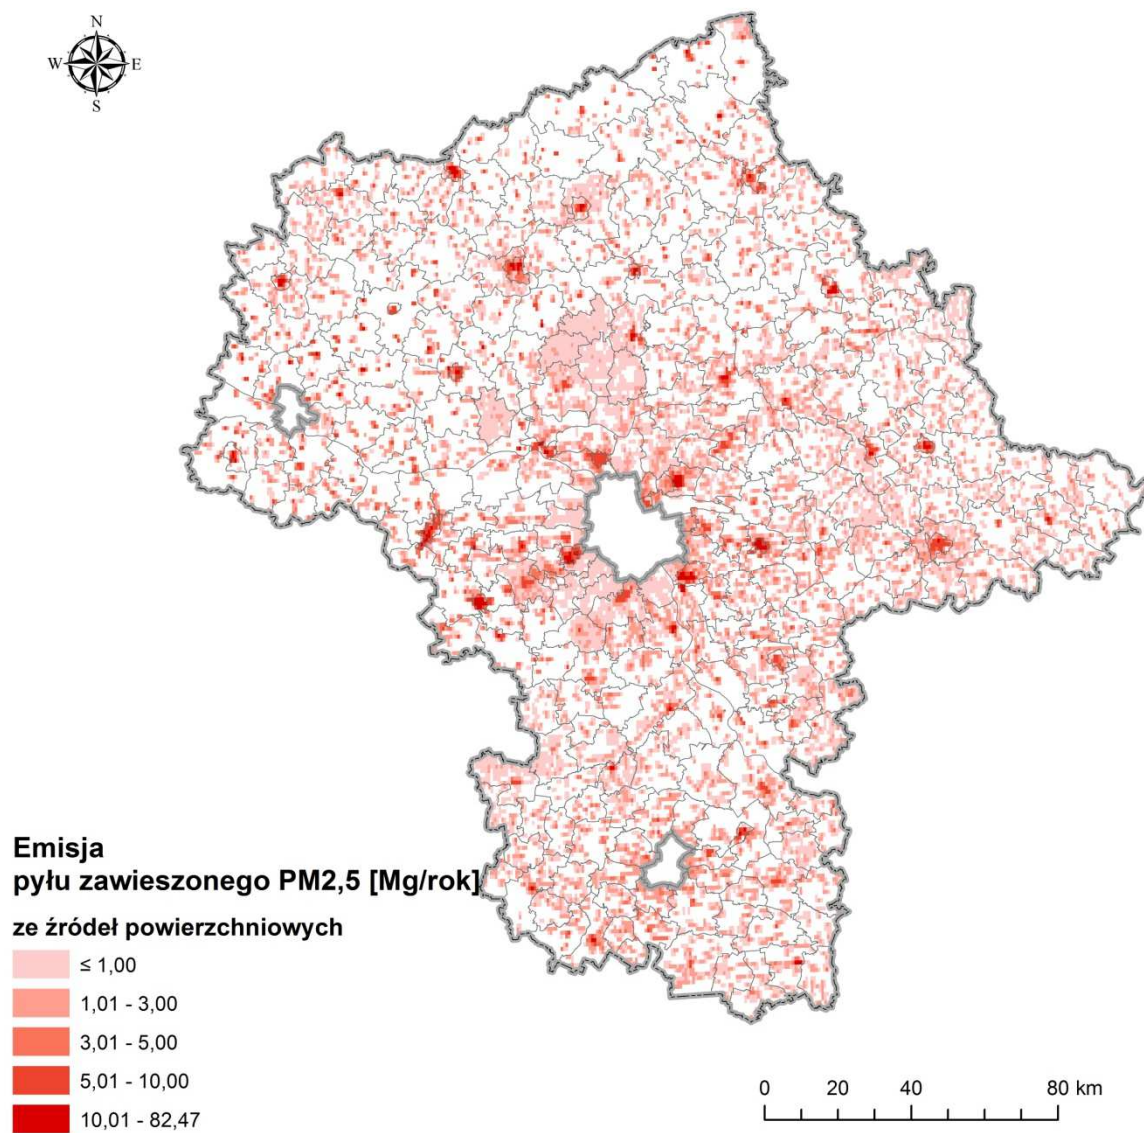 N
W E
S
Emisja
pyłu zawieszonego PM2,5 [Mg/rok]
ze źródeł powierzchniowych
≤ 1,00
1,01 - 3,00
3,01 - 5,00
5,01 - 10,00
10,01 - 82,47
0 20 40 80 km